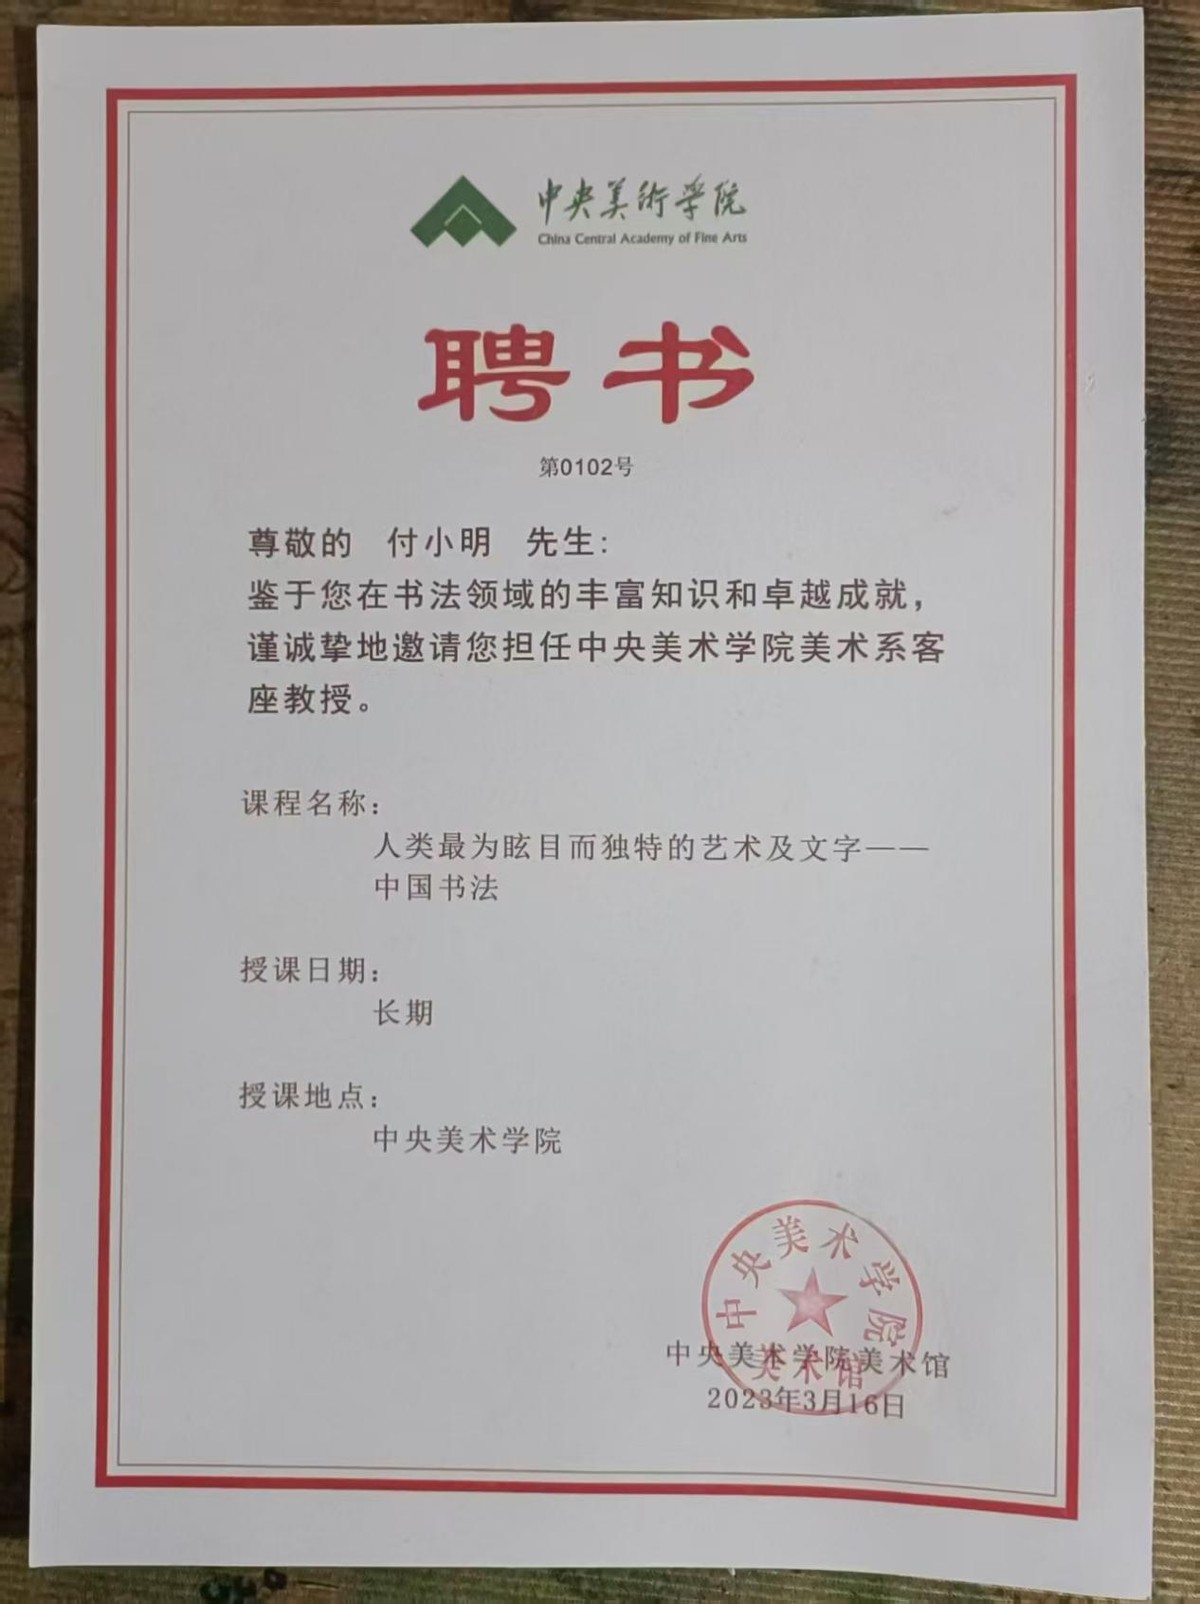 中央美術学院
China Central Academy of Fine Arts
聘书
第0102号
尊敬的 付小明 先生:
鉴于您在书法领域的丰富知识和卓越成就，
谨诚挚地邀请您担任中央美术学院美术系客
座教授。
课程名称：
人类最为眩目而独特的艺术及文字——
中国书法
授课日期：
长期
授课地点：
中央美术学院
中央美术学院
美术馆
中央美术学院美术馆
2023年3月16日